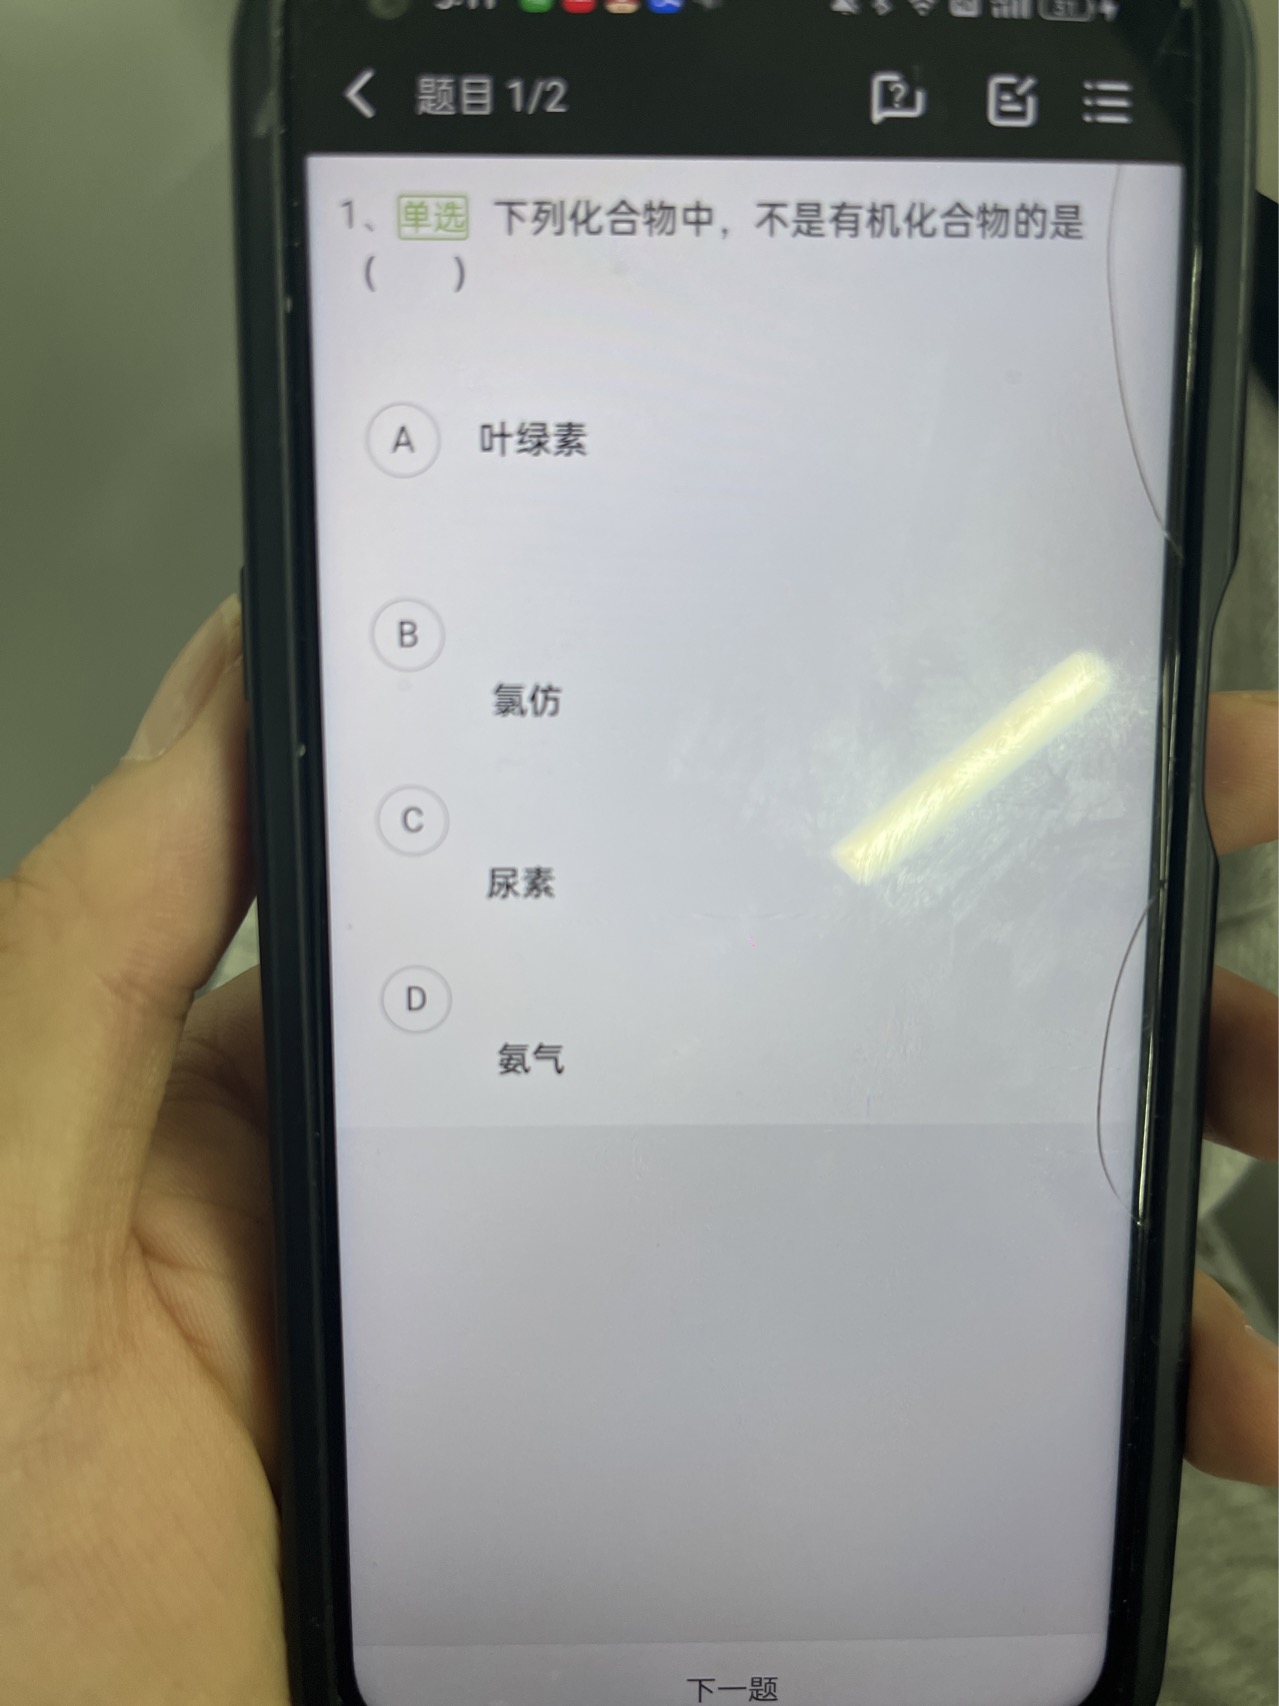 题目 1/2
1、 单选 下列化合物中，不是有机化合物的是
( )
A 叶绿素
B
氯仿
C
尿素
D
氨气
下一题